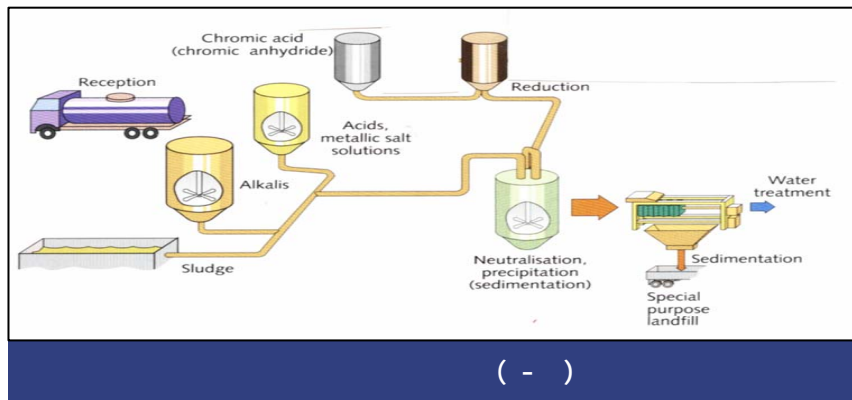 Chromic acid
(chromic anhydride)
Reception
Reduction
Acids,
metallic salt
solutions
Alkalis
Water
treatment
Sludge
Neutralisation,
precipitation
(sedimentation)
Sedimentation
Special
purpose
landfill
( - )